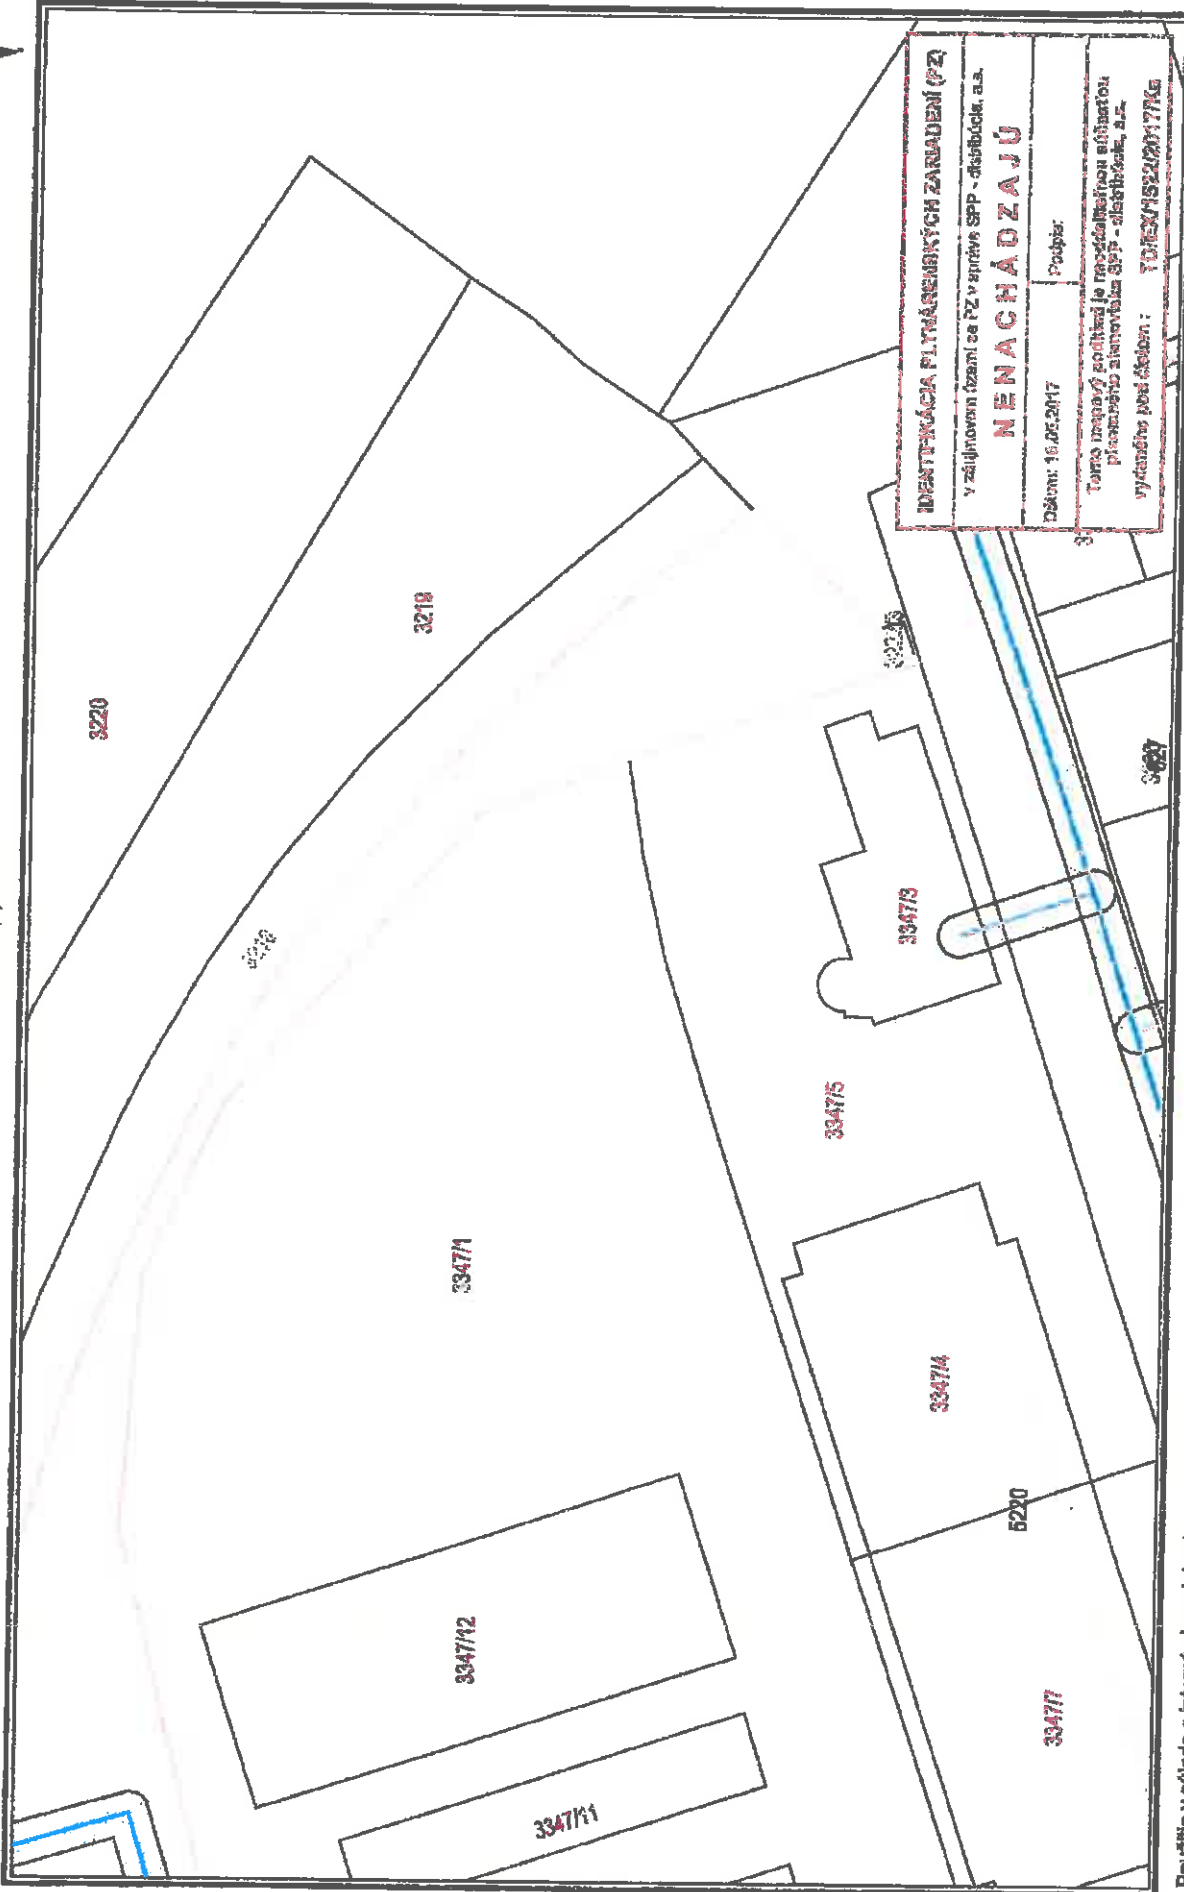 IDENTIFIKÁCIA PLYNÁRENSKÝCH ZARIADENÍ (PZ)
v záujmovom území sa PZ v správe SPP - distribúcia, a.s.
NENACHÁDZAJÚ
Dátum: 16.06.2017 Podpis:
Tento mapový podklad je neoddeliteľnou súčasťou
písomného stanoviska SPP - distribúcia, a.s.
vydaného pod číslom :
3220
3219
3347/1
3347/3
3347/5
3347/4
5220
3347/12
3347/11
3347/7